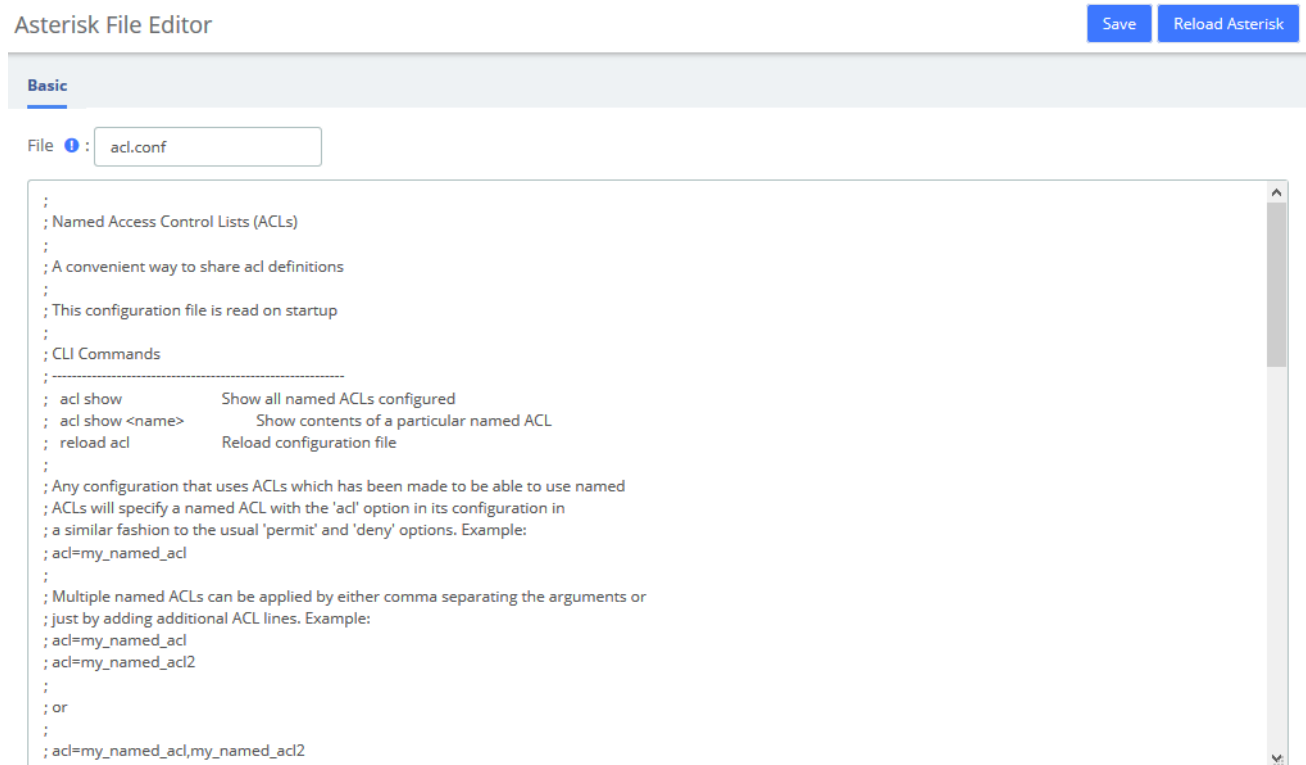 Asterisk File Editor
Save
Reload Asterisk
Basic
File ! :
acl.conf
;
; Named Access Control Lists (ACLs)
;
; A convenient way to share acl definitions
;
; This configuration file is read on startup
;
; CLI Commands
; -----------------------------------------------------------
;  acl show                    Show all named ACLs configured
;  acl show <name>              Show contents of a particular named ACL
;  reload acl                  Reload configuration file
;
; Any configuration that uses ACLs which has been made to be able to use named
; ACLs will specify a named ACL with the 'acl' option in its configuration in
; a similar fashion to the usual 'permit' and 'deny' options. Example:
; acl=my_named_acl
;
; Multiple named ACLs can be applied by either comma separating the arguments or
; just by adding additional ACL lines. Example:
; acl=my_named_acl
; acl=my_named_acl2
;
; or
;
; acl=my_named_acl,my_named_acl2